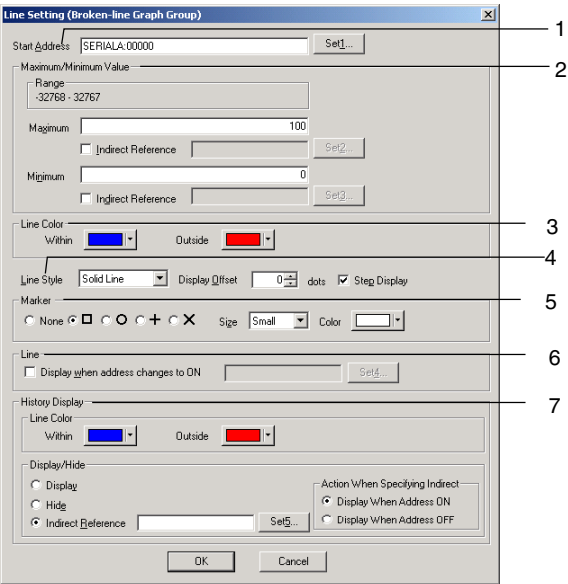 Line Setting (Broken-line Graph Group)
1
Start Address SERIALA:00000 Set1...
Maximum/Minimum Value 2
Range
-32768 - 32767
Maximum 100
Indirect Reference Set2...
Minimum 0
Indirect Reference Set3...
Line Color 3
Within Outside
4
Line Style Solid Line Display Offset 0 dots Step Display
Marker 5
None Size Small Color
Line 6
Display when address changes to ON Set4...
History Display 7
Line Color
Within Outside
Display/Hide
Display
Hide
Indirect Reference Set5...
Action When Specifying Indirect
Display When Address ON
Display When Address OFF
OK Cancel